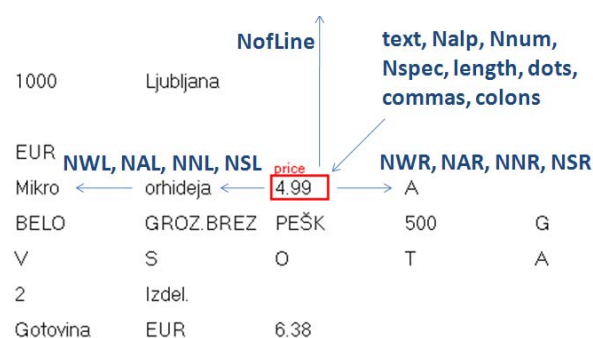 NofLine
text, Nalp, Nnum,
Nspec, length, dots,
commas, colons
1000 Ljubljana
EUR
NWL, NAL, NNL, NSL
price
NWR, NAR, NNR, NSR
Mikro orhideja 4.99 A
BELO GROZ.BREZ PEŠK 500 G
V S O T A
2 Izdel.
Gotovina EUR 6.38